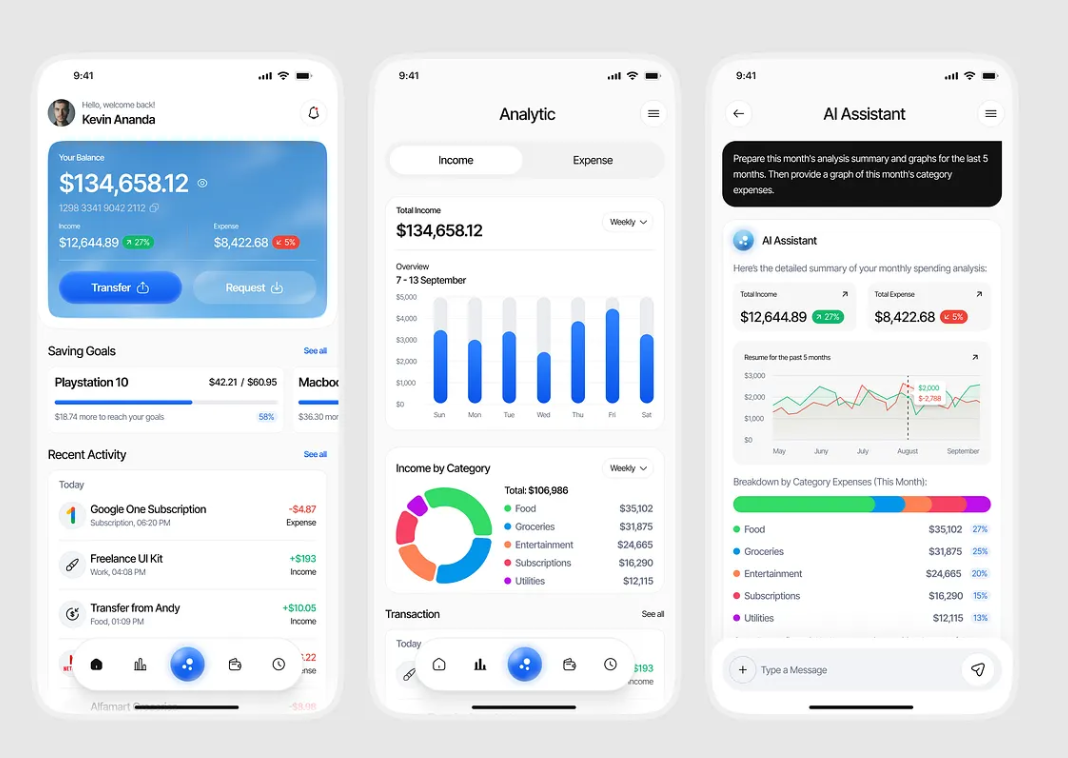 9:41
Hello, welcome back!
Kevin Ananda
Your Balance
$134,658.12
1298 3341 9042 2112
Income
Expense
$12,644.89
27%
$8,422.68
5%
Transfer
Request
Saving Goals
See all
Playstation 10
$42.21 / $60.95
$18.74 more to reach your goals
58%
Macboo
$36.30 mor
Recent Activity
See all
Today
Google One Subscription
-$4.87
Subscription, 06:20 PM
Expense
Freelance UI Kit
+$193
Work, 04:08 PM
Income
Transfer from Andy
+$10.05
Food, 01:09 PM
Income
NET
5.22
nse
Alfamart Groceries
-$8.98
9:41
Analytic
Income
Expense
Total Income
$134,658.12
Weekly
Overview
7 - 13 September
$5,000
$4,000
$3,000
$2,000
$1,000
$0
Sun Mon Tue Wed Thu Fri Sat
Income by Category
Weekly
Total: $106,986
Food $35,102
Groceries $31,875
Entertainment $24,665
Subscriptions $16,290
Utilities $12,115
Transaction
See all
Today
$193
ncome
9:41
AI Assistant
Prepare this month's analysis summary and graphs for the last 5
months. Then provide a graph of this month's category
expenses.
AI Assistant
Here's the detailed summary of your monthly spending analysis:
Total Income
$12,644.89
27%
Total Expense
$8,422.68
5%
Resume for the past 5 months
$3,000
$2,000
$1,000
$0
$2,000
$-2,788
May Juny July August September
Breakdown by Category Expenses (This Month):
Food $35,102 27%
Groceries $31,875 25%
Entertainment $24,665 20%
Subscriptions $16,290 15%
Utilities $12,115 13%
Type a Message